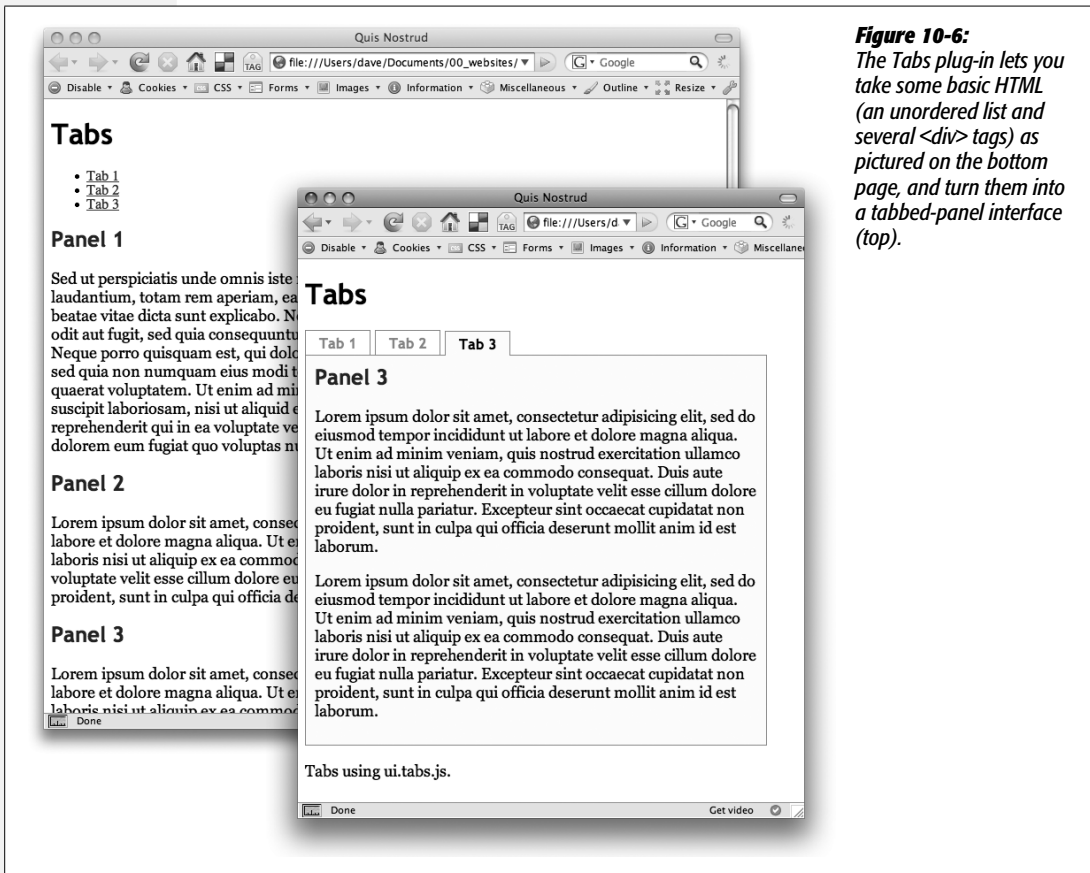 Quis Nostrud
TAG
file:///Users/dave/Documents/00_websites/
Google
Disable
Cookies
CSS
Forms
Images
Information
Miscellaneous
Outline
Resize
Tabs
Tab 1
Tab 2
Tab 3
Panel 1
Sed ut perspiciatis unde omnis iste
laudantium, totam rem aperiam, ea
beatae vitae dicta sunt explicabo.
odit aut fugit, sed quia consequuntu
Neque porro quisquam est, qui dolo
sed quia non numquam eius modi t
quaerat voluptatem. Ut enim ad mi
suscipit laboriosam, nisi ut aliquid e
reprehenderit qui in ea voluptate ve
dolorem eum fugiat quo voluptas nu
Panel 2
Lorem ipsum dolor sit amet, consec
labore et dolore magna aliqua. Ut e
laboris nisi ut aliquip ex ea commod
voluptate velit esse cillum dolore eu
proident, sunt in culpa qui officia de
Panel 3
Lorem ipsum dolor sit amet, consec
labore et dolore magna aliqua. Ut e
laboris nisi ut aliquip ex ea commod
Done
Quis Nostrud
TAG
file:///Users/d
Google
Disable
Cookies
CSS
Forms
Images
Information
Miscellane
Tabs
Tab 1
Tab 2
Tab 3
Panel 3
Lorem ipsum dolor sit amet, consectetur adipisicing elit, sed do
eiusmod tempor incididunt ut labore et dolore magna aliqua.
Ut enim ad minim veniam, quis nostrud exercitation ullamco
laboris nisi ut aliquip ex ea commodo consequat. Duis aute
irure dolor in reprehenderit in voluptate velit esse cillum dolore
eu fugiat nulla pariatur. Excepteur sint occaecat cupidatat non
proident, sunt in culpa qui officia deserunt mollit anim id est
laborum.
Lorem ipsum dolor sit amet, consectetur adipisicing elit, sed do
eiusmod tempor incididunt ut labore et dolore magna aliqua.
Ut enim ad minim veniam, quis nostrud exercitation ullamco
laboris nisi ut aliquip ex ea commodo consequat. Duis aute
irure dolor in reprehenderit in voluptate velit esse cillum dolore
eu fugiat nulla pariatur. Excepteur sint occaecat cupidatat non
proident, sunt in culpa qui officia deserunt mollit anim id est
laborum.
Tabs using ui.tabs.js.
Done
Get video
Figure 10-6:
The Tabs plug-in lets you
take some basic HTML
(an unordered list and
several <div> tags) as
pictured on the bottom
page, and turn them into
a tabbed-panel interface
(top).